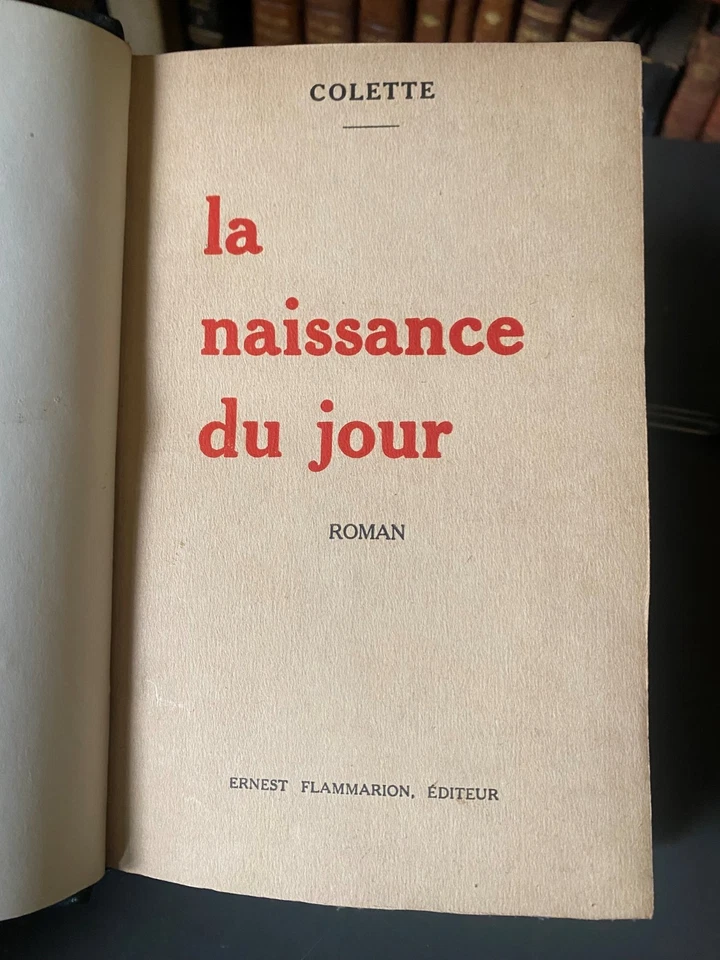 COLETTE
la
naissance
du jour
ROMAN
ERNEST FLAMMARION, ÉDITEUR